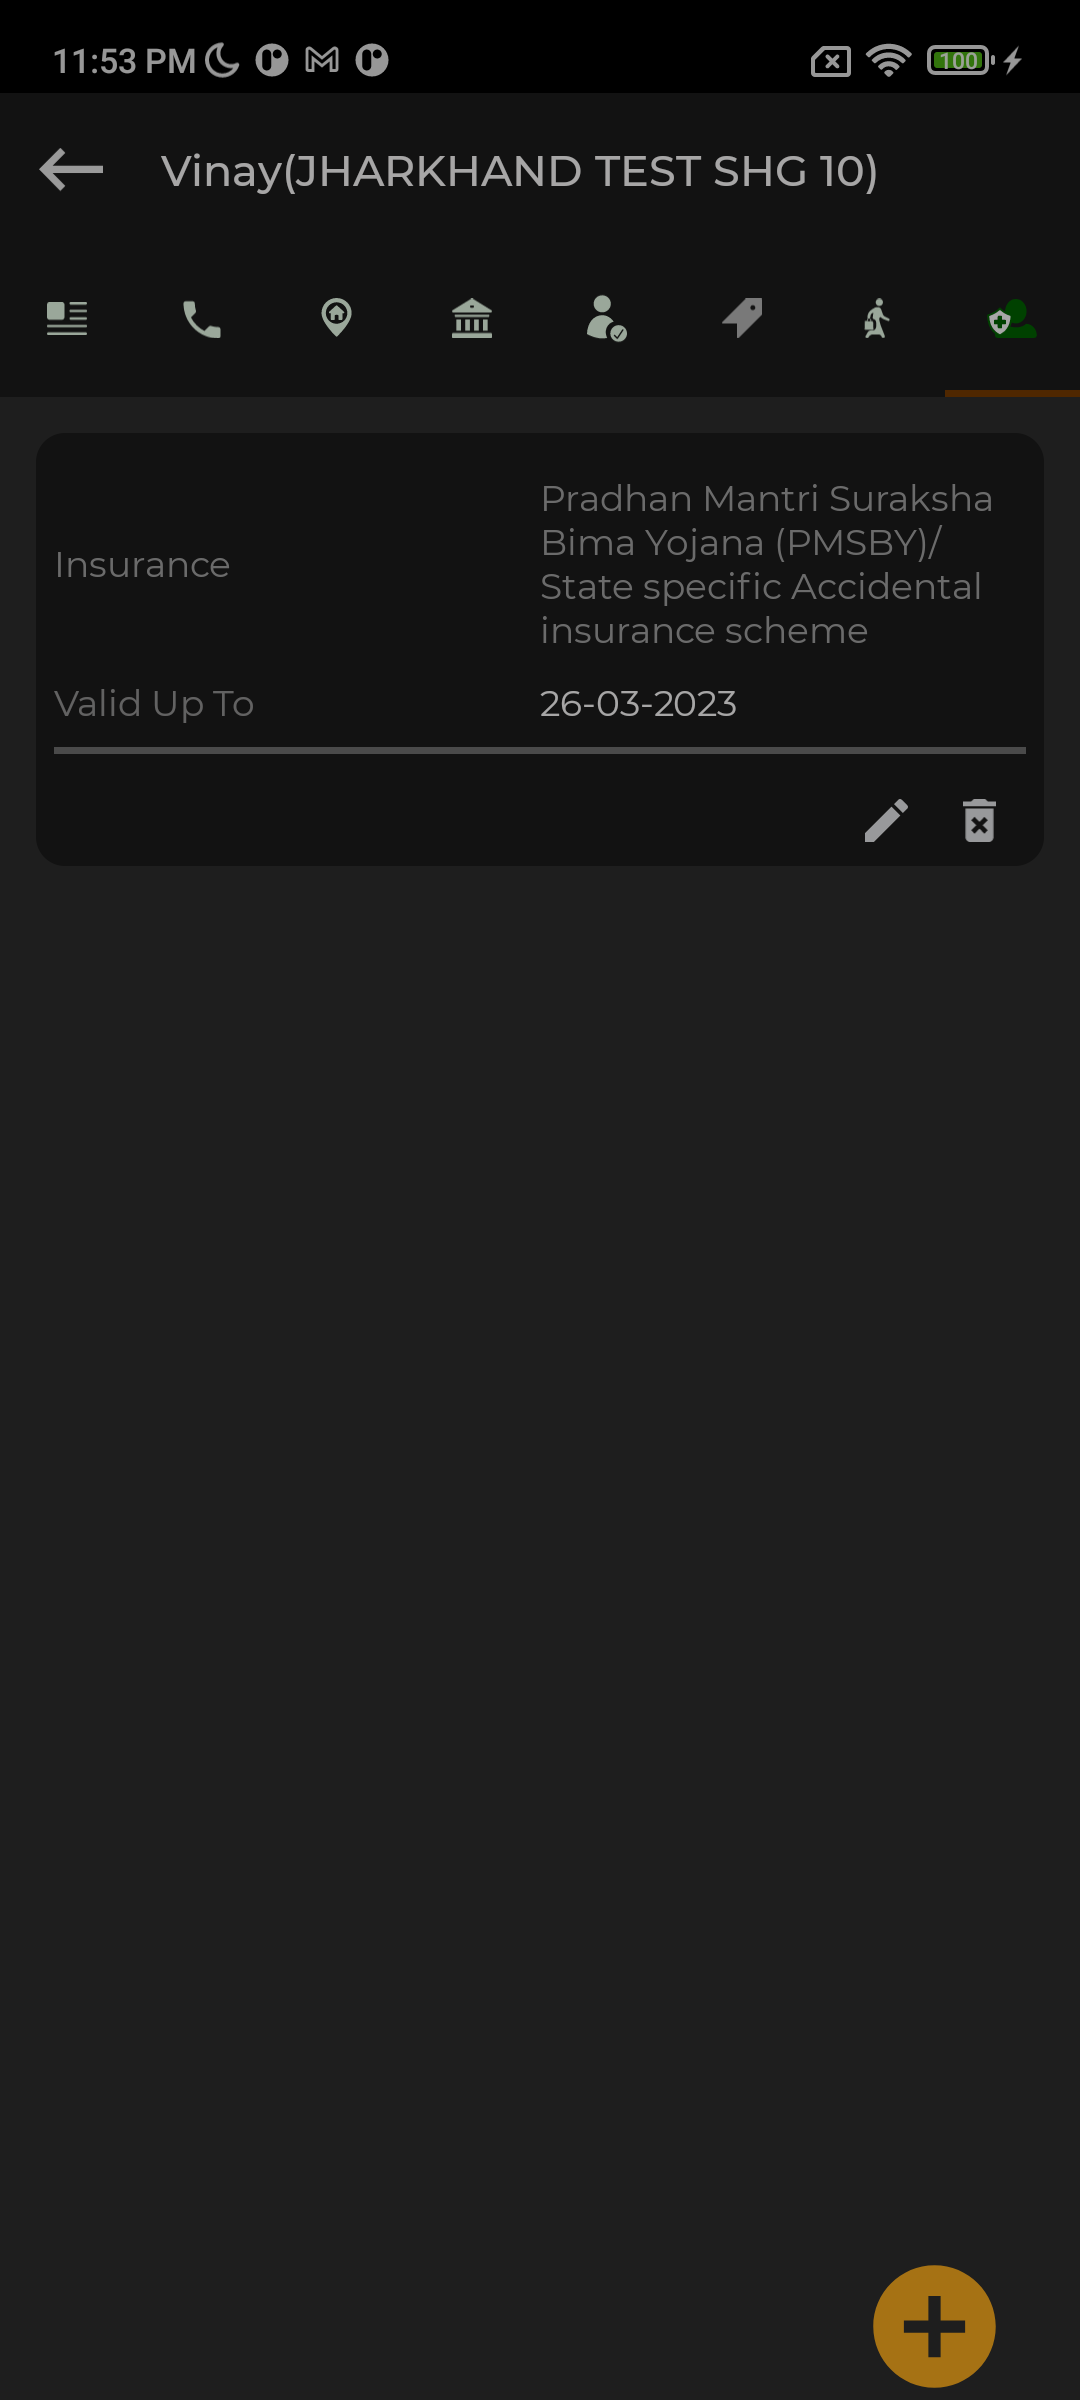 11:53 PM
100
Vinay(JHARKHAND TEST SHG 10)
Insurance
Pradhan Mantri Suraksha
Bima Yojana (PMSBY)/
State specific Accidental
insurance scheme
Valid Up To
26-03-2023